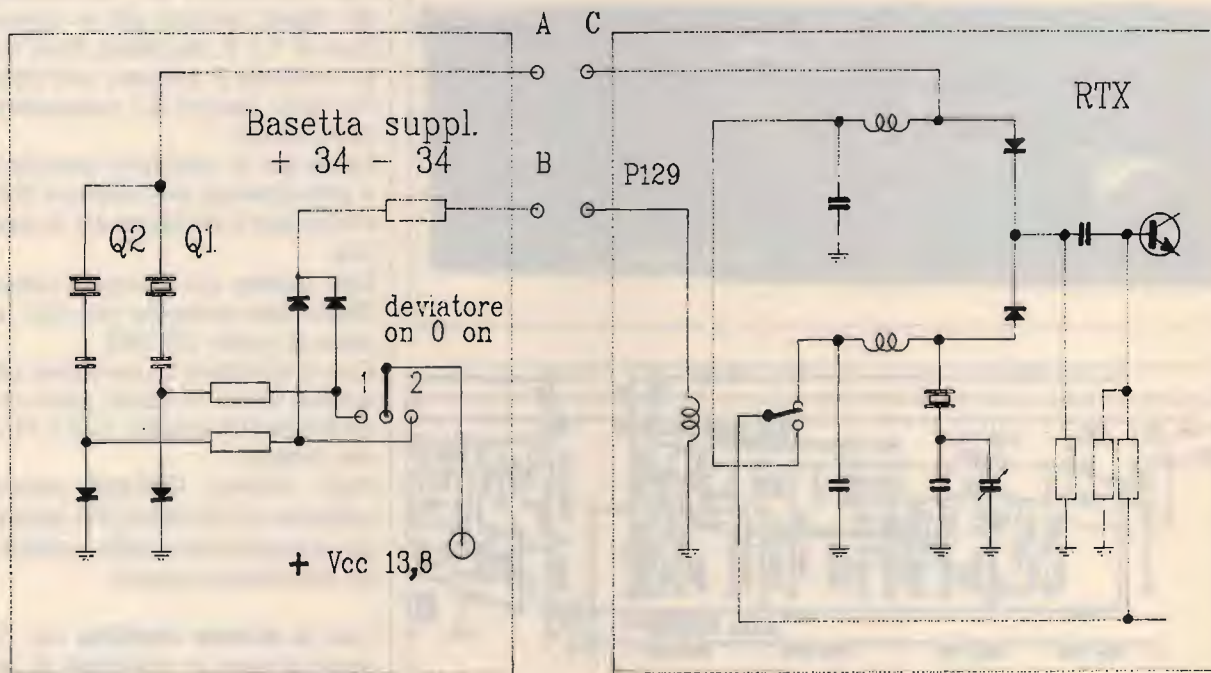 A C
RTX
Basetta suppl.
+ 34 - 34
B
P129
Q2 Q1
deviatore
on 0 on
1 2
+ Vcc 13,8